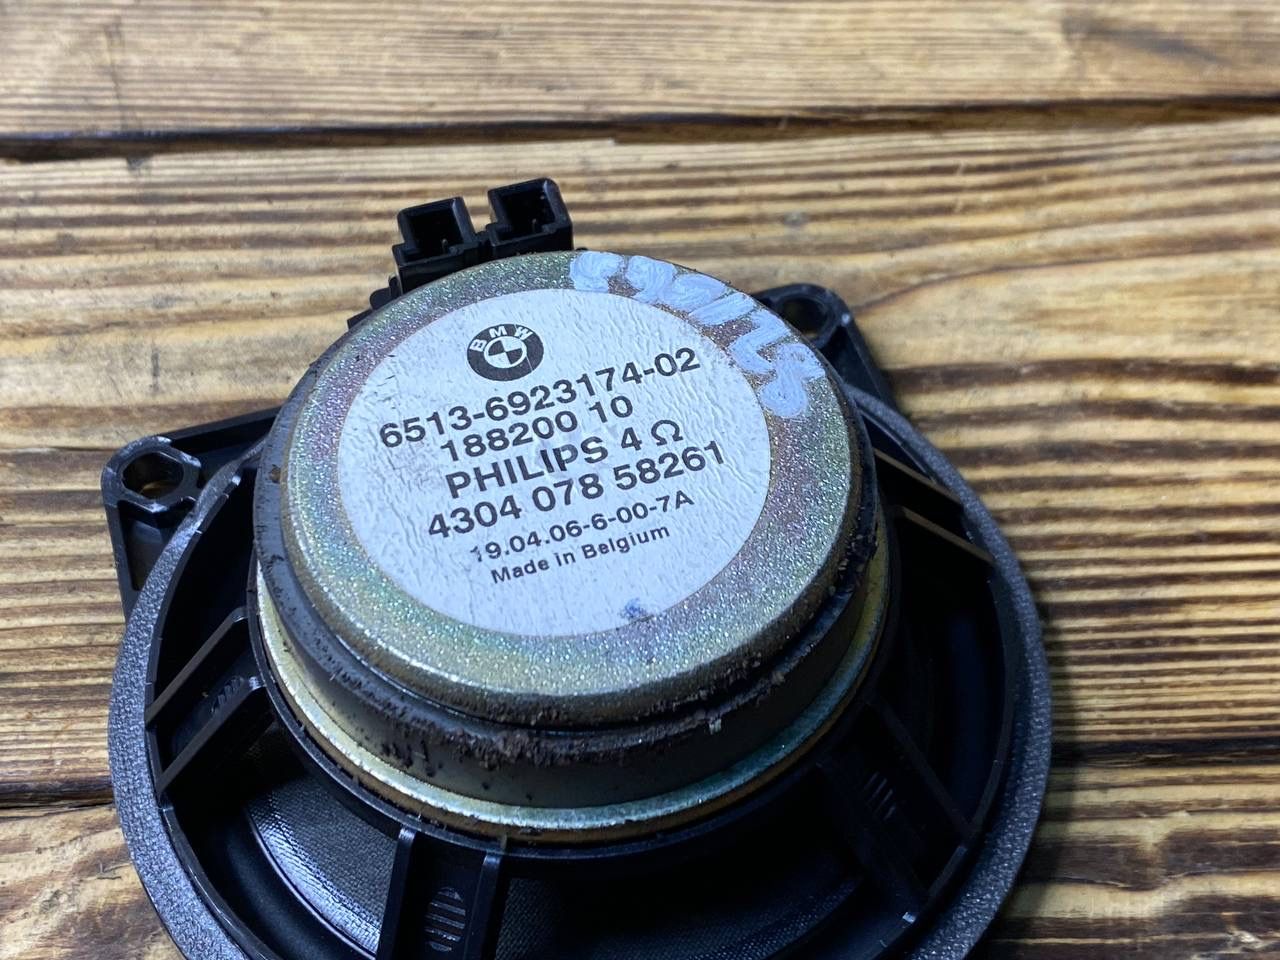 BMW
6513-6923174-02
188200 10
PHILIPS 4 Ω
4304 078 58261
19.04.06-6-00-7A
Made in Belgium